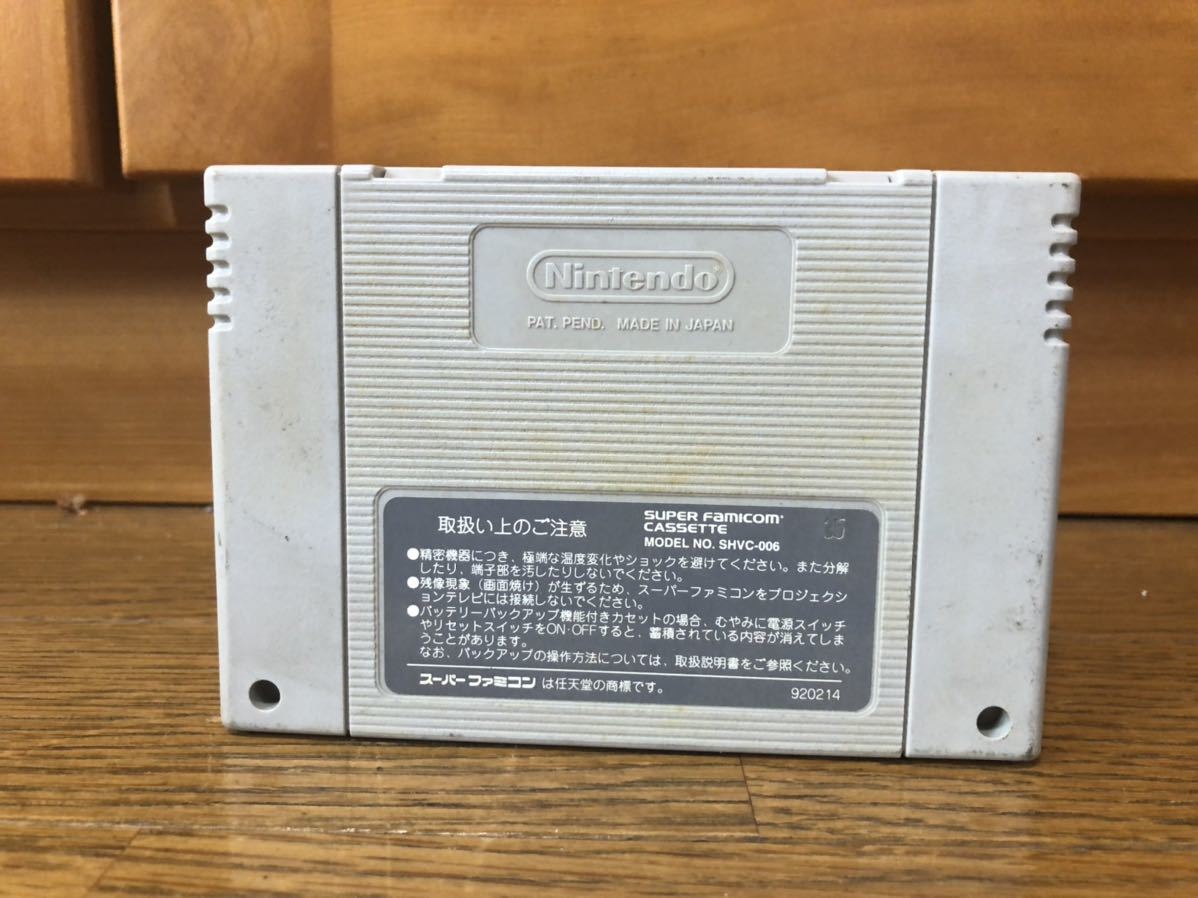 Nintendo®
PAT. PEND. MADE IN JAPAN
取扱い上のご注意
SUPER FAMICOM
CASSETTE
MODEL NO. SHVC-006
15
●精密機器につき、極端な温度変化やショックを避けてください。また分解
したり、端子部を汚したりしないでください。
●残像現象（画面焼け）が生ずるため、スーパーファミコンをプロジェクシ
ョンテレビには接続しないでください。
●バッテリーバックアップ機能付きカセットの場合、むやみに電源スイッチ
やリセットスイッチをON･OFFすると、蓄積されている内容が消えてしま
うことがあります。
なお、バックアップの操作方法については、取扱説明書をご参照ください。
スーパーファミコン は任天堂の商標です。
920214